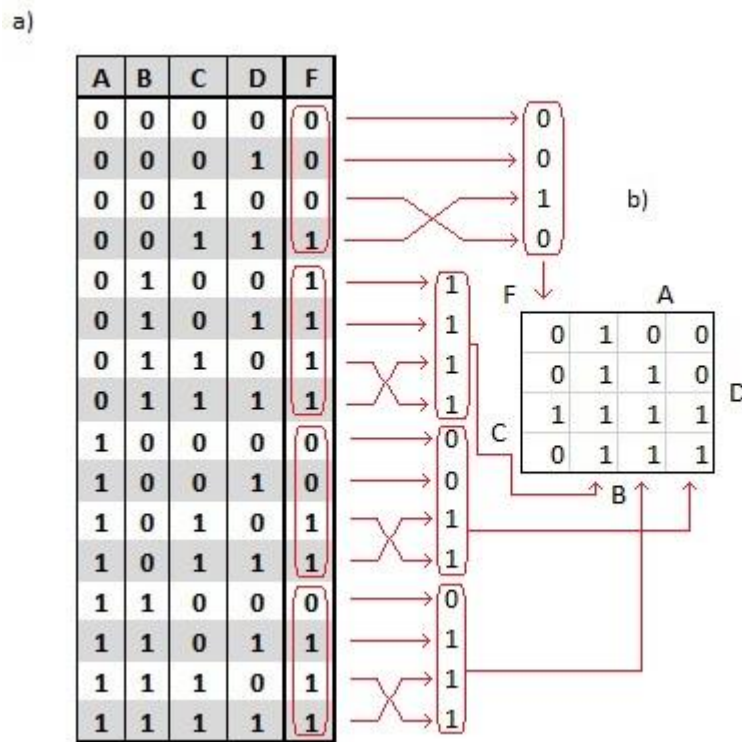 a)
A B C D F
0 0 0 0 0 0
0 0 0 1 0 0
0 0 1 0 0 1
b)
0 0 1 1 1 0
0 1 0 0 1 1
F A
0 1 0 1 1 1
0 1 0 0
0 1 1 0 1 1
0 1 1 0
D
0 1 1 1 1 1
1 1 1 1
1 0 0 0 0 0
C
0 1 1 1
1 0 0 1 0 0
B
1 0 1 0 1 1
1 0 1 1 1 1
1 1 0 0 0 0
1 1 0 1 1 1
1 1 1 0 1 1
1 1 1 1 1 1